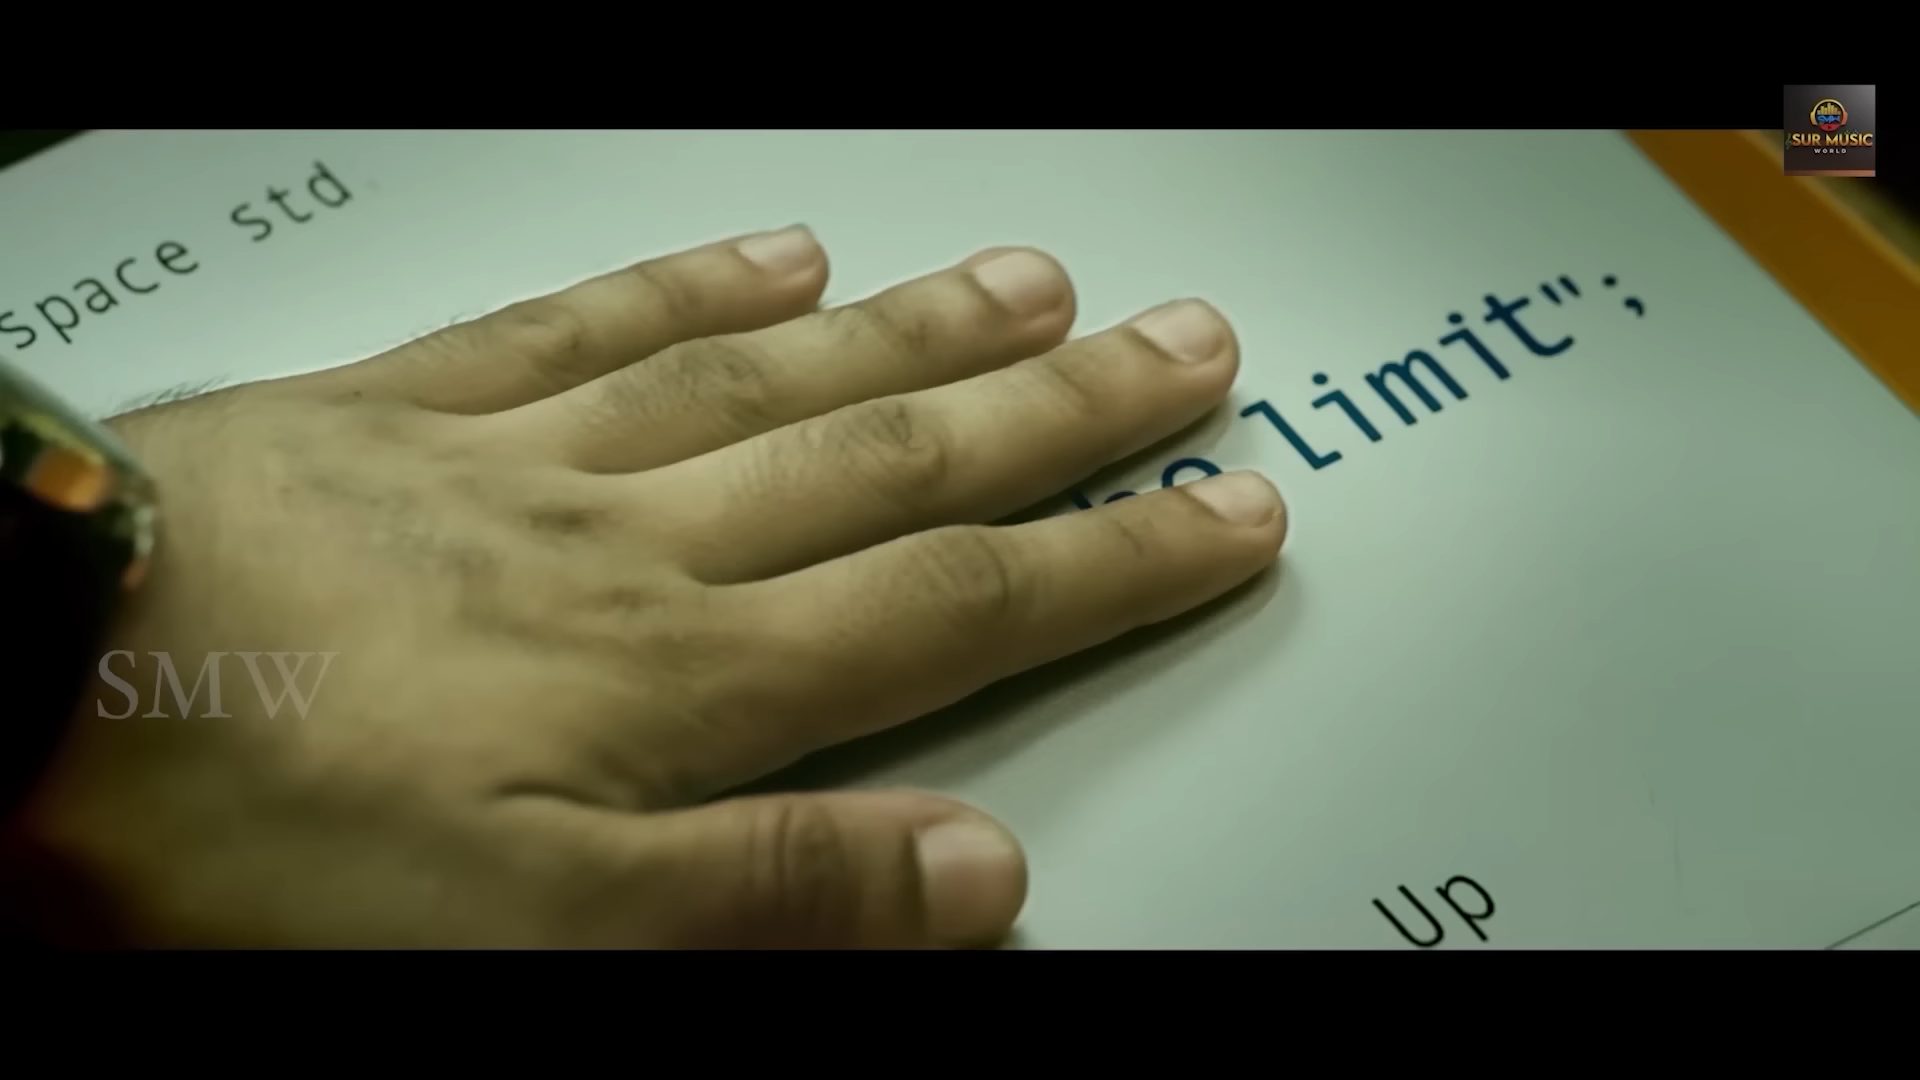 SUR MUSIC
WORLD
space std
limit";
SMW
Up